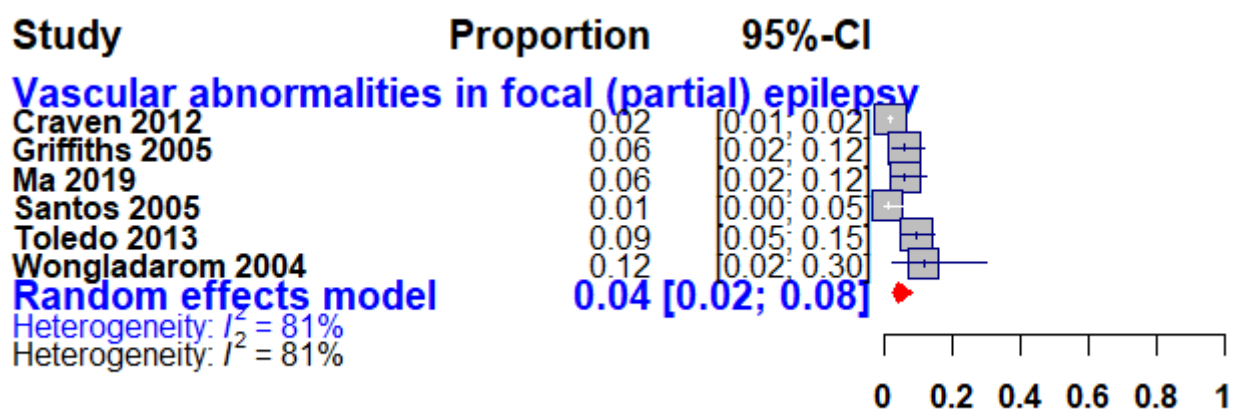 Study Proportion 95%-CI
Vascular abnormalities in focal (partial) epilepsy
Craven 2012 0.02 [0.01; 0.02]
Griffiths 2005 0.06 [0.02; 0.12]
Ma 2019 0.06 [0.02; 0.12]
Santos 2005 0.01 [0.00; 0.05]
Toledo 2013 0.09 [0.05; 0.15]
Wongladarom 2004 0.12 [0.02; 0.30]
Random effects model 0.04 [0.02; 0.08]
Heterogeneity: I² = 81%
Heterogeneity: I² = 81%
0 0.2 0.4 0.6 0.8 1